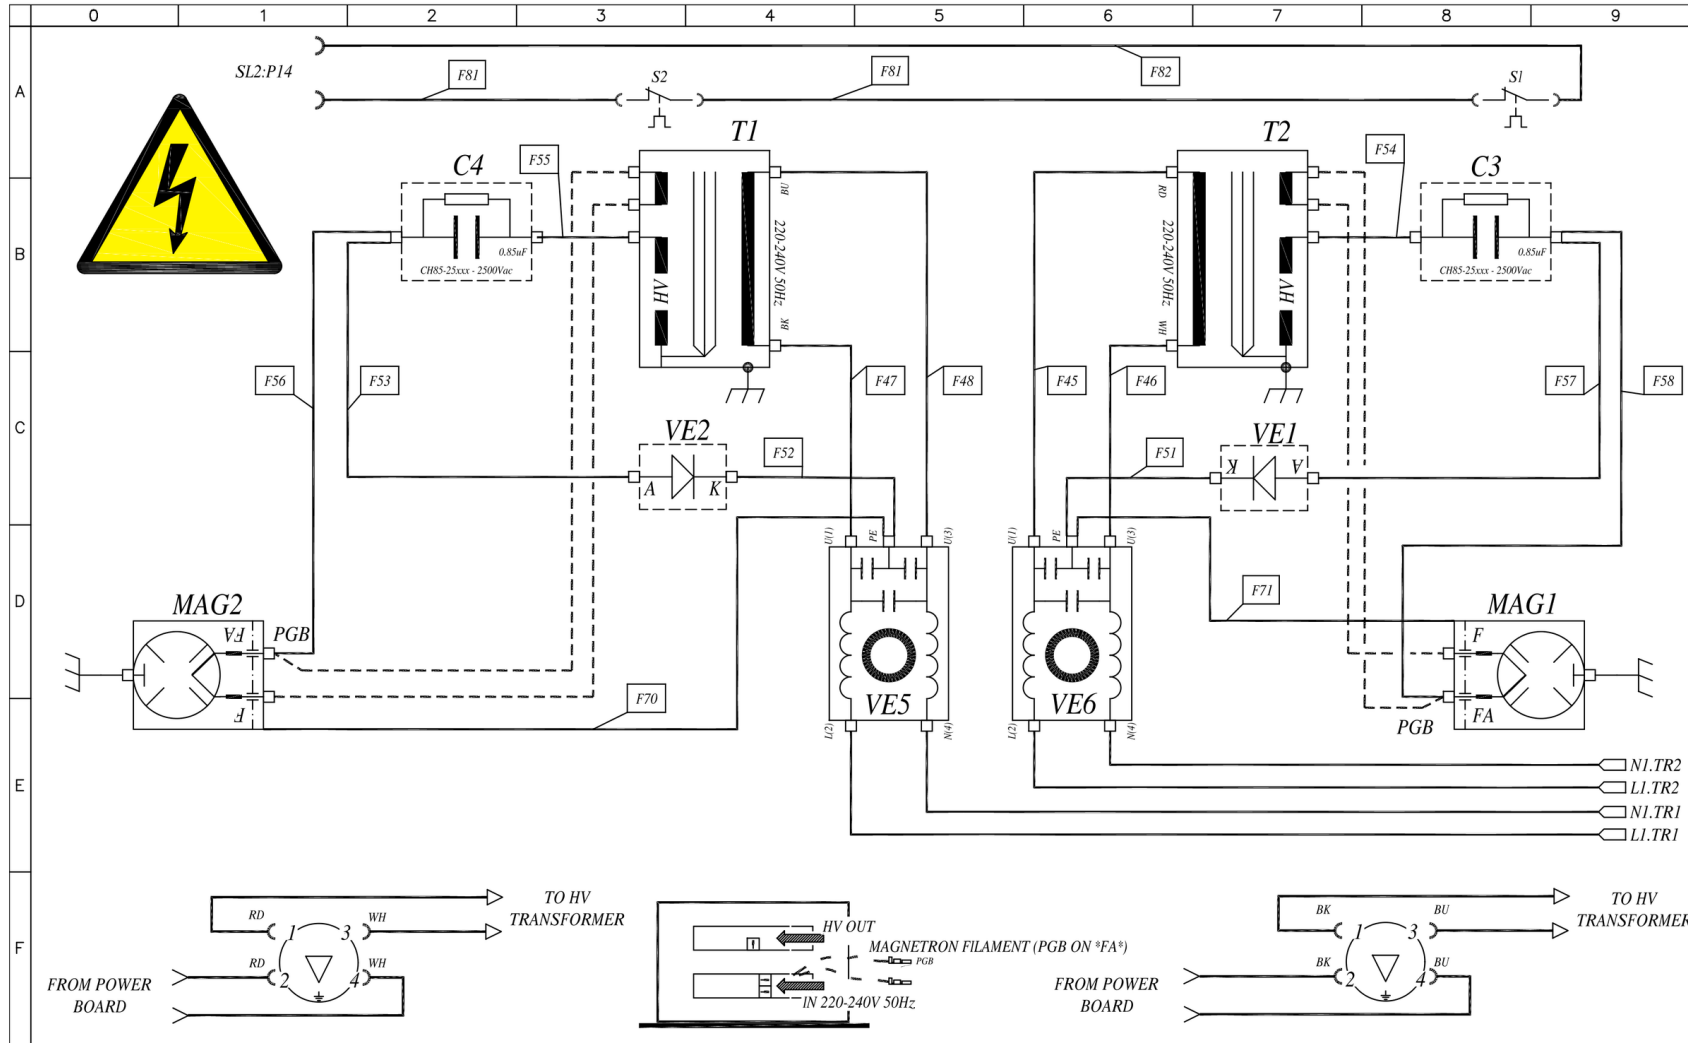 0 1 2 3 4 5 6 7 8 9
A
SL2:P14
F81
S2
F81
F82
S1
T1
T2
C4
F55
F54
C3
B
BU
RD
0.85uF
CH85-25xxx - 2500Vac
HV
220-240V 50Hz
220-240V 50Hz
HV
0.85uF
CH85-25xxx - 2500Vac
BK
WH
F56
F53
F47
F48
F45
F46
F57
F58
C
VE2
F52
F51
VE1
A
K
K
A
U(1)
PE
U(3)
U(1)
PE
U(3)
D
MAG2
F71
MAG1
FA
PGB
F
F70
VE5
VE6
F
FA
PGB
F
L(2)
N(4)
L(2)
N(4)
E
N1.TR2
L1.TR2
N1.TR1
L1.TR1
F
RD
WH
TO HV
TRANSFORMER
1
3
RD
WH
2
4
FROM POWER
BOARD
HV OUT
MAGNETRON FILAMENT (PGB ON *FA*)
PGB
IN 220-240V 50Hz
BK
BU
TO HV
TRANSFORMER
1
3
BK
BU
2
4
FROM POWER
BOARD